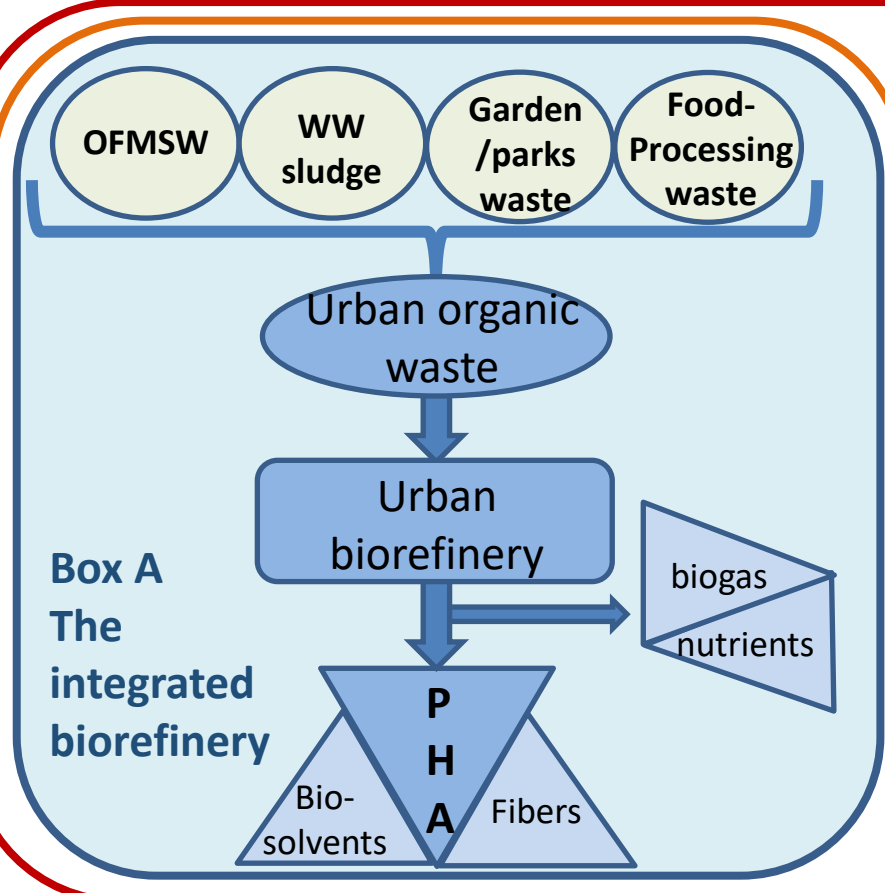 OFMSW
WW
sludge
Garden
/parks
waste
Food-
Processing
waste
Urban organic
waste
Urban
biorefinery
biogas
nutrients
Box A
The
integrated
biorefinery
P
H
A
Bio-
solvents
Fibers